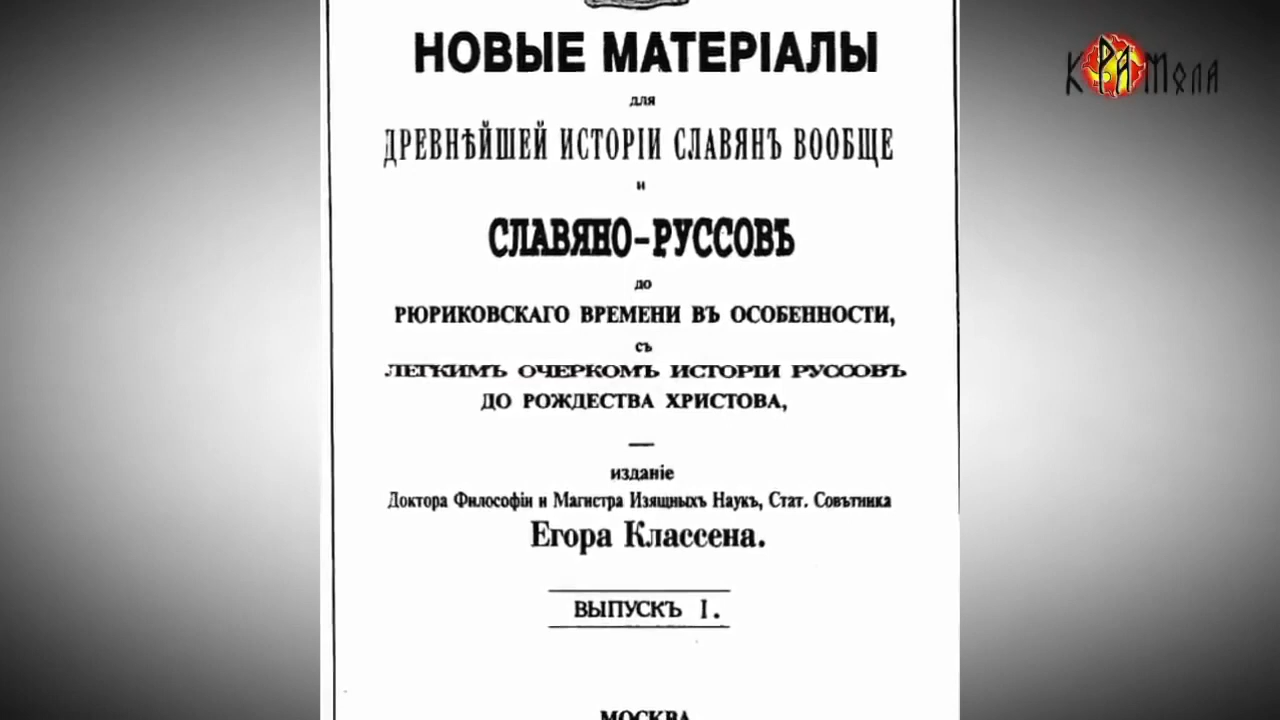 НОВЫЕ МАТЕРІАЛЫ
для
ДРЕВНѢЙШЕЙ ИСТОРІИ СЛАВЯНЪ ВООБЩЕ
и
СЛАВЯНО-РУССОВЪ
до
РЮРИКОВСКАГО ВРЕМЕНИ ВЪ ОСОБЕННОСТИ,
съ
ЛЕГКИМЪ ОЧЕРКОМЪ ИСТОРІИ РУССОВЪ
ДО РОЖДЕСТВА ХРИСТОВА,
изданіе
Доктора Философіи и Магистра Изящныхъ Наукъ, Стат. Совѣтника
Егора Классена.
ВЫПУСКЪ I.
МОСКВА
КРАМОЛА